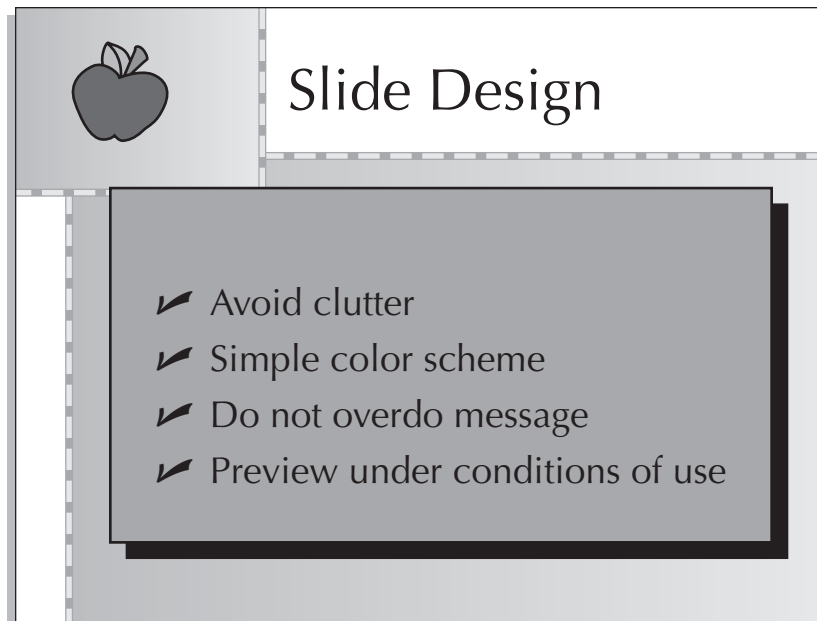 Slide Design
Avoid clutter
Simple color scheme
Do not overdo message
Preview under conditions of use